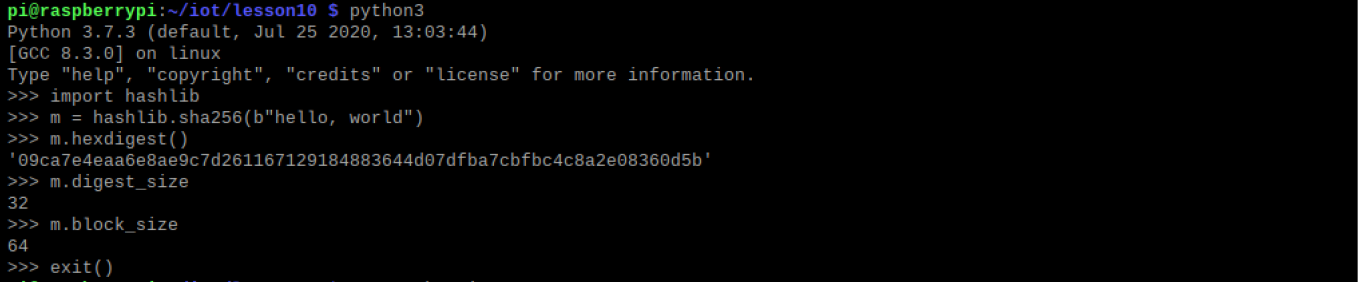 pi@raspberrypi:~/iot/lesson10 $ python3
Python 3.7.3 (default, Jul 25 2020, 13:03:44)
[GCC 8.3.0] on linux
Type "help", "copyright", "credits" or "license" for more information.
>>> import hashlib
>>> m = hashlib.sha256(b"hello, world")
>>> m.hexdigest()
'09ca7e4eaa6e8ae9c7d261167129184883644d07dfba7cbfbc4c8a2e08360d5b'
>>> m.digest_size
32
>>> m.block_size
64
>>> exit()